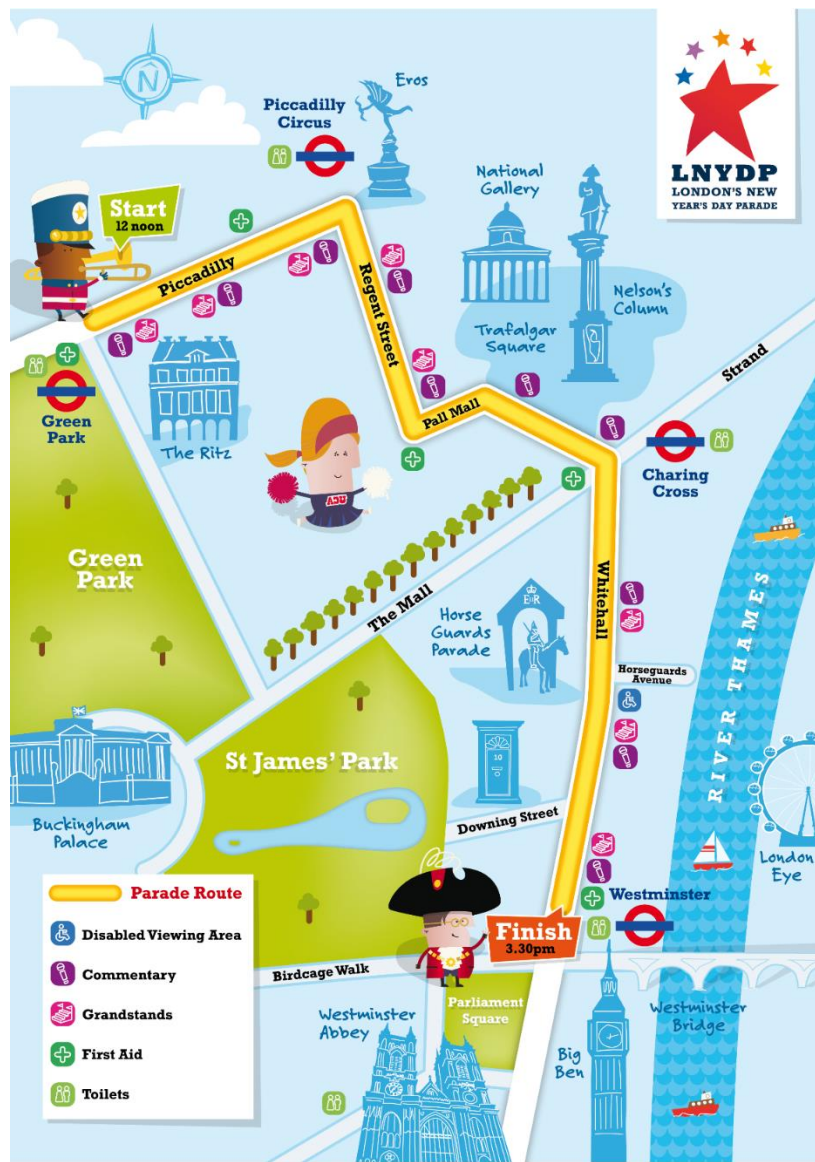 N
Eros
Piccadilly
Circus
LNYDP
LONDON'S NEW
YEAR'S DAY PARADE
National
Gallery
Start
12 noon
Piccadilly
Regent Street
Nelson's
Column
Trafalgar
Square
Strand
Pall Mall
Green
Park
The Ritz
Charing
Cross
ACU
Green
Park
The Mall
Whitehall
RIVER THAMES
Horse
Guards
Parade
E R
Horseguards
Avenue
10
St James' Park
Buckingham
Palace
Downing Street
London
Eye
Parade Route
Disabled Viewing Area
Commentary
Grandstands
First Aid
Toilets
Westminster
Finish
3.30pm
Birdcage Walk
Parliament
Square
Westminster
Abbey
Westminster
Bridge
Big
Ben